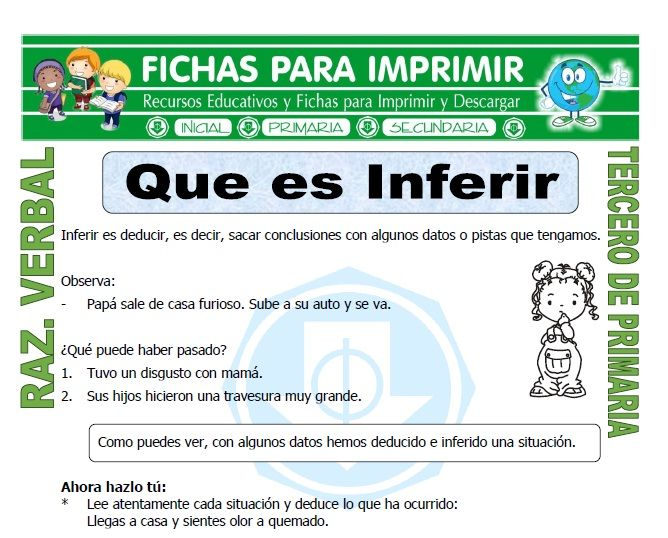 FICHAS PARA IMPRIMIR
Recursos Educativos y Fichas para Imprimir y Descargar
INICIAL PRIMARIA SECUNDARIA
RAZ. VERBAL
TERCERO DE PRIMARIA
Que es Inferir
Inferir es deducir, es decir, sacar conclusiones con algunos datos o pistas que tengamos.
Observa:
- Papá sale de casa furioso. Sube a su auto y se va.
¿Qué puede haber pasado?
1. Tuvo un disgusto con mamá.
2. Sus hijos hicieron una travesura muy grande.
Como puedes ver, con algunos datos hemos deducido e inferido una situación.
Ahora hazlo tú:
* Lee atentamente cada situación y deduce lo que ha ocurrido:
Llegas a casa y sientes olor a quemado.